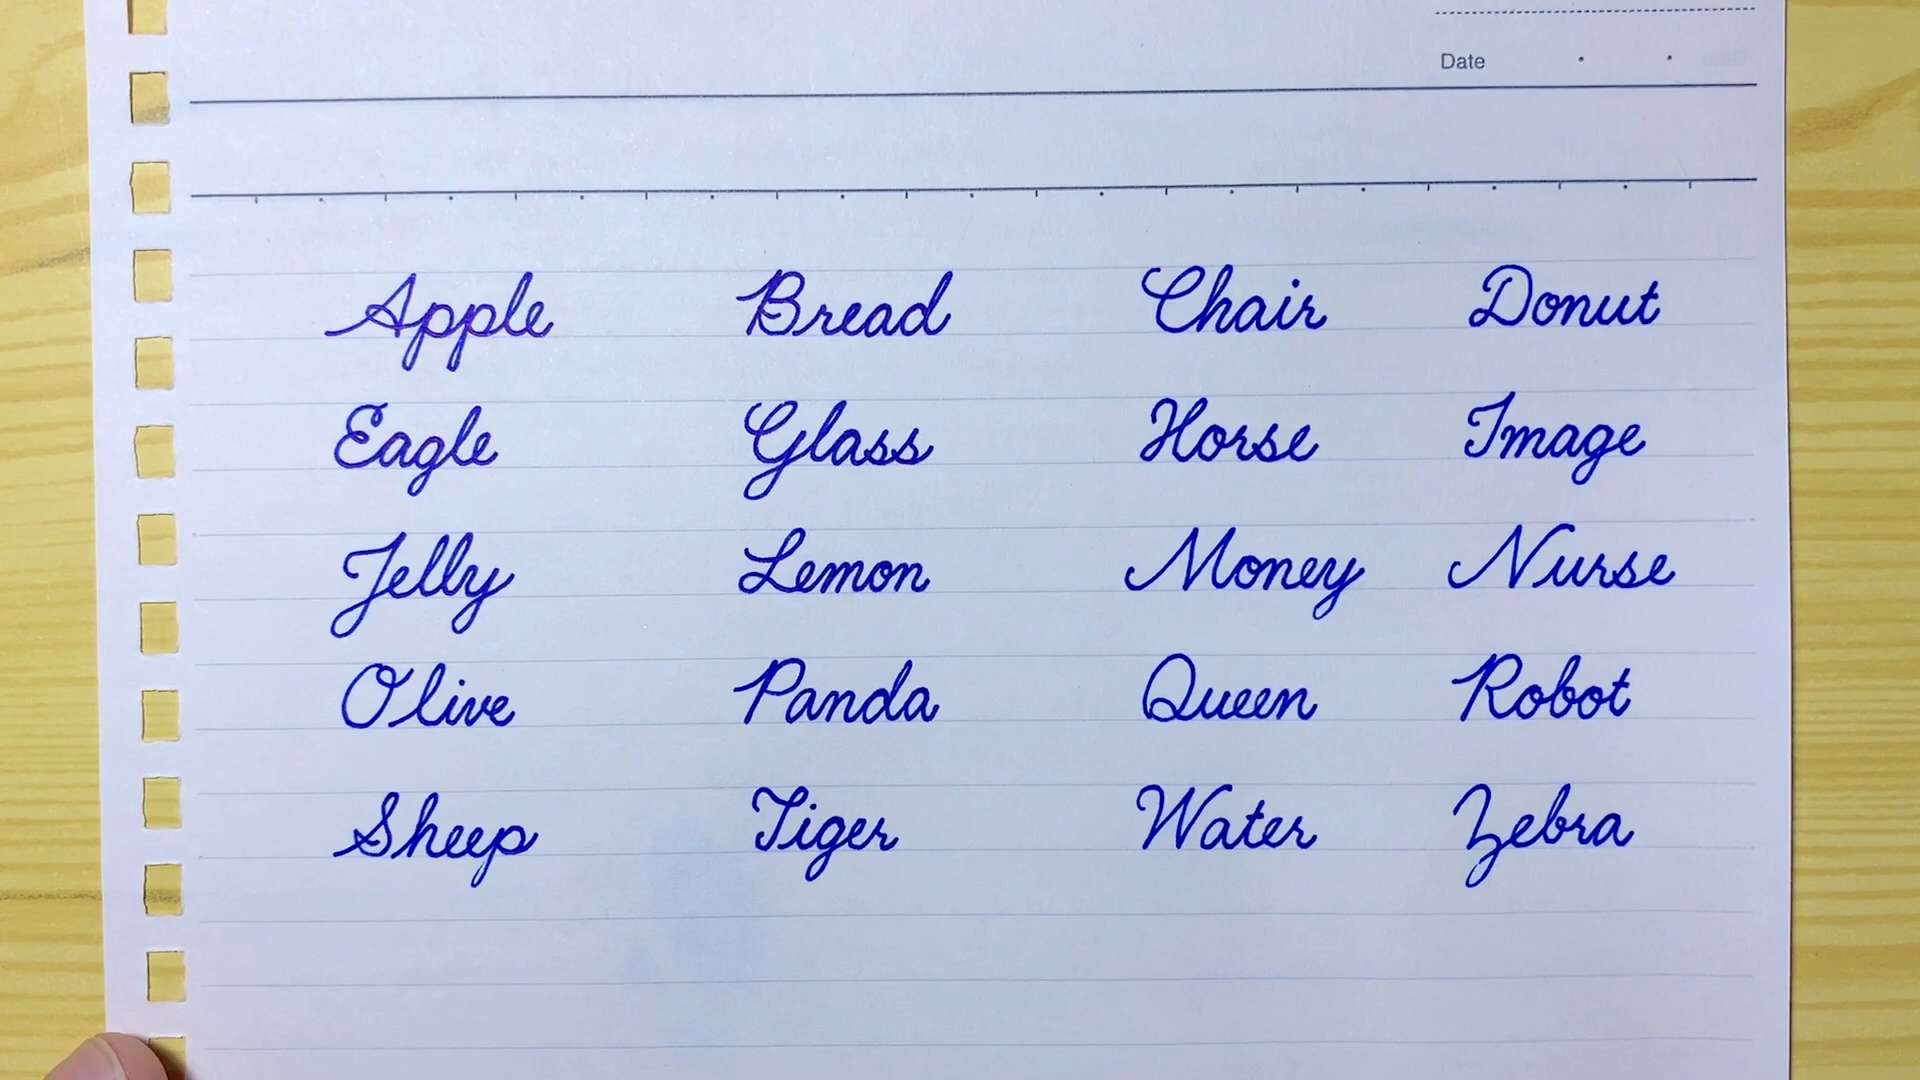 Date
Apple Bread Chair Donut
Eagle Glass Horse Image
Jelly Lemon Money Nurse
Olive Panda Queen Robot
Sheep Tiger Water Zebra